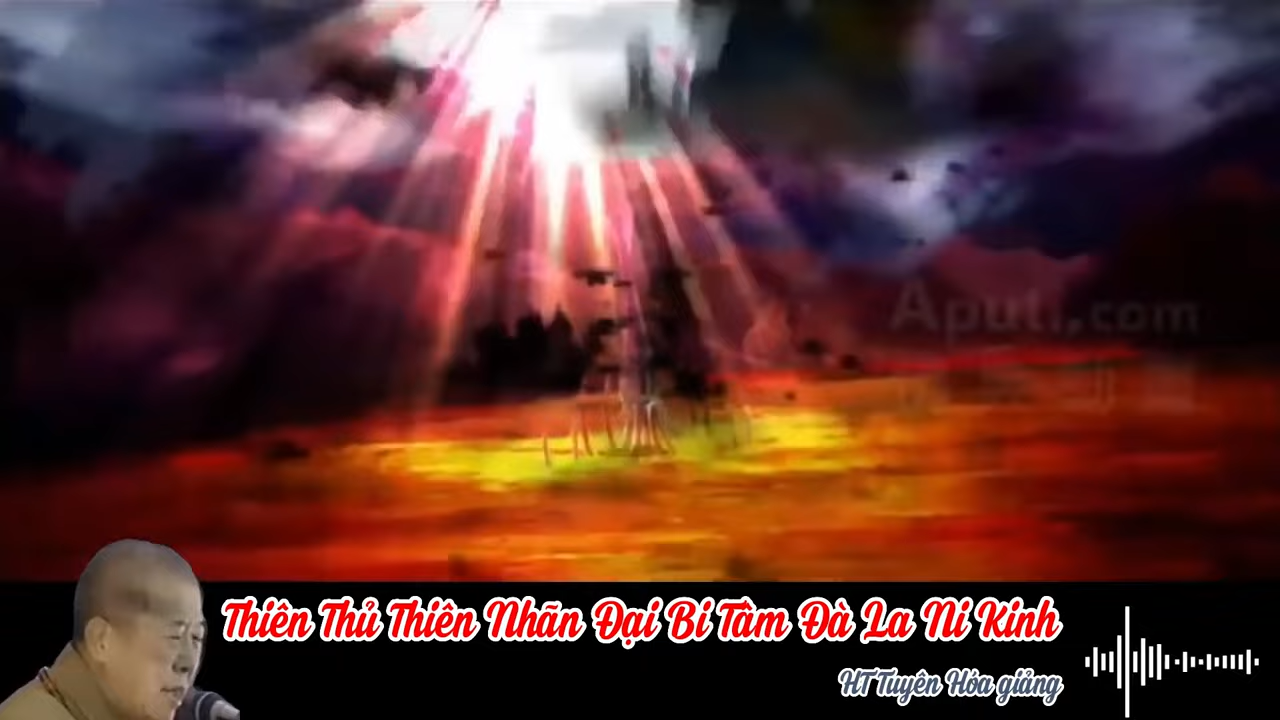 Aputi.com
Thiên Thủ Thiên Nhãn Đại Bi Tâm Đà La Ni Kinh
HT Tuyên Hóa giảng